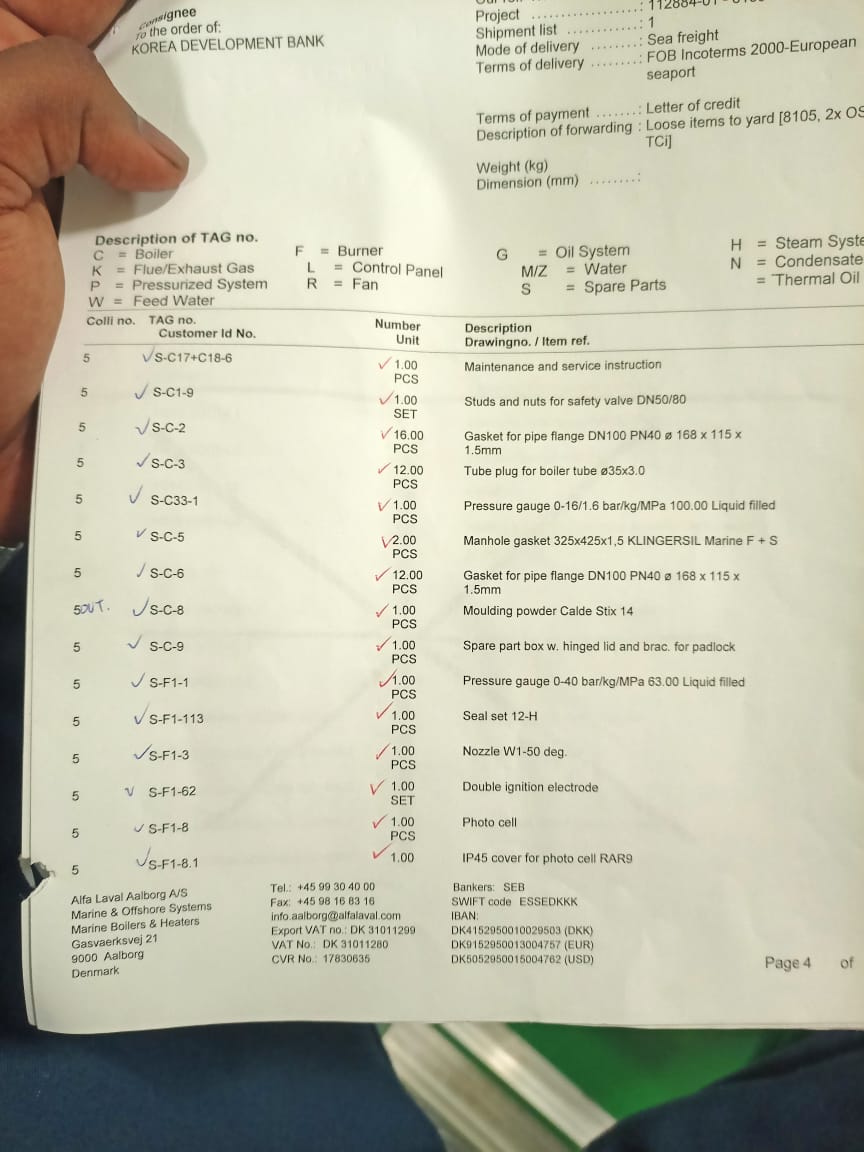 Consignee
To the order of:
KOREA DEVELOPMENT BANK
Project .................. :
Shipment list ............ : 1
Mode of delivery ........ : Sea freight
Terms of delivery ........ : FOB Incoterms 2000-European
seaport
Terms of payment ...... : Letter of credit
Description of forwarding : Loose items to yard [8105, 2x OS
TCi]
Weight (kg)
Dimension (mm) ........ :
Description of TAG no.
C = Boiler F = Burner G = Oil System H = Steam Syste
K = Flue/Exhaust Gas L = Control Panel M/Z = Water N = Condensate
P = Pressurized System R = Fan S = Spare Parts = Thermal Oil
W = Feed Water
Colli no. TAG no. Number Description
Customer Id No. Unit Drawingno. / Item ref.
5 ✓S-C17+C18-6 ✓1.00 Maintenance and service instruction
PCS
5 ✓ S-C1-9 ✓1.00 Studs and nuts for safety valve DN50/80
SET
5 ✓S-C-2 ✓16.00 Gasket for pipe flange DN100 PN40 ø 168 x 115 x
PCS 1.5mm
5 ✓S-C-3 ✓12.00 Tube plug for boiler tube ø35x3.0
PCS
5 ✓ S-C33-1 ✓1.00 Pressure gauge 0-16/1.6 bar/kg/MPa 100.00 Liquid filled
PCS
5 ✓ S-C-5 ✓2.00 Manhole gasket 325x425x1,5 KLINGERSIL Marine F + S
PCS
5 ✓ S-C-6 ✓12.00 Gasket for pipe flange DN100 PN40 ø 168 x 115 x
PCS 1.5mm
5 OUT. ✓S-C-8 ✓1.00 Moulding powder Calde Stix 14
PCS
5 ✓ S-C-9 ✓1.00 Spare part box w. hinged lid and brac. for padlock
PCS
5 ✓ S-F1-1 ✓1.00 Pressure gauge 0-40 bar/kg/MPa 63.00 Liquid filled
PCS
5 ✓S-F1-113 ✓1.00 Seal set 12-H
PCS
5 ✓S-F1-3 ✓1.00 Nozzle W1-50 deg.
PCS
5 ✓ S-F1-62 ✓1.00 Double ignition electrode
SET
5 ✓ S-F1-8 ✓1.00 Photo cell
PCS
5 ✓S-F1-8.1 ✓1.00 IP45 cover for photo cell RAR9
Alfa Laval Aalborg A/S Tel.: +45 99 30 40 00 Bankers: SEB
Marine & Offshore Systems Fax: +45 98 16 83 16 SWIFT code ESSEDKKK
Marine Boilers & Heaters info.aalborg@alfalaval.com IBAN:
Gasvaerksvej 21 Export VAT no.: DK 31011299 DK4152950010029503 (DKK)
9000 Aalborg VAT No.: DK 31011280 DK9152950013004757 (EUR)
Denmark CVR No.: 17830635 DK5052950015004762 (USD)
Page 4 of